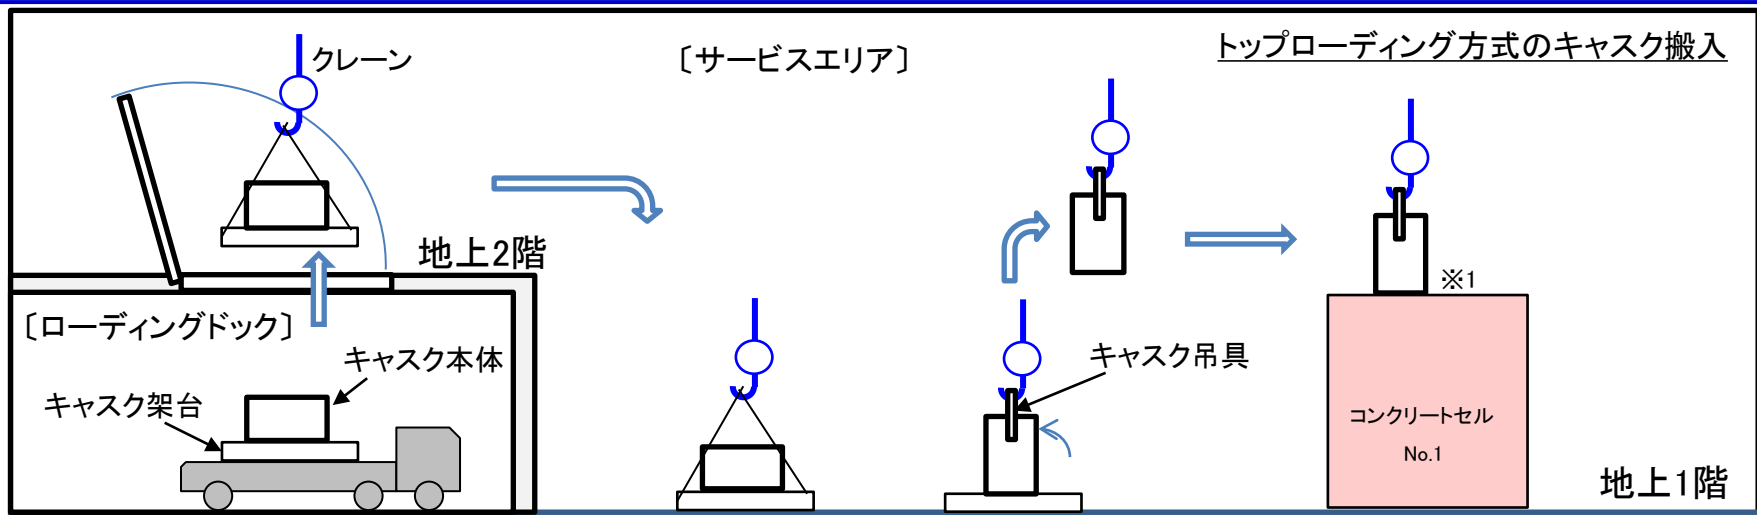 トップローディング方式のキャスク搬入
〔サービスエリア〕
クレーン
地上2階
〔ローディングドック〕
キャスク本体
キャスク架台
キャスク吊具
※1
コンクリートセル
No.1
地上1階